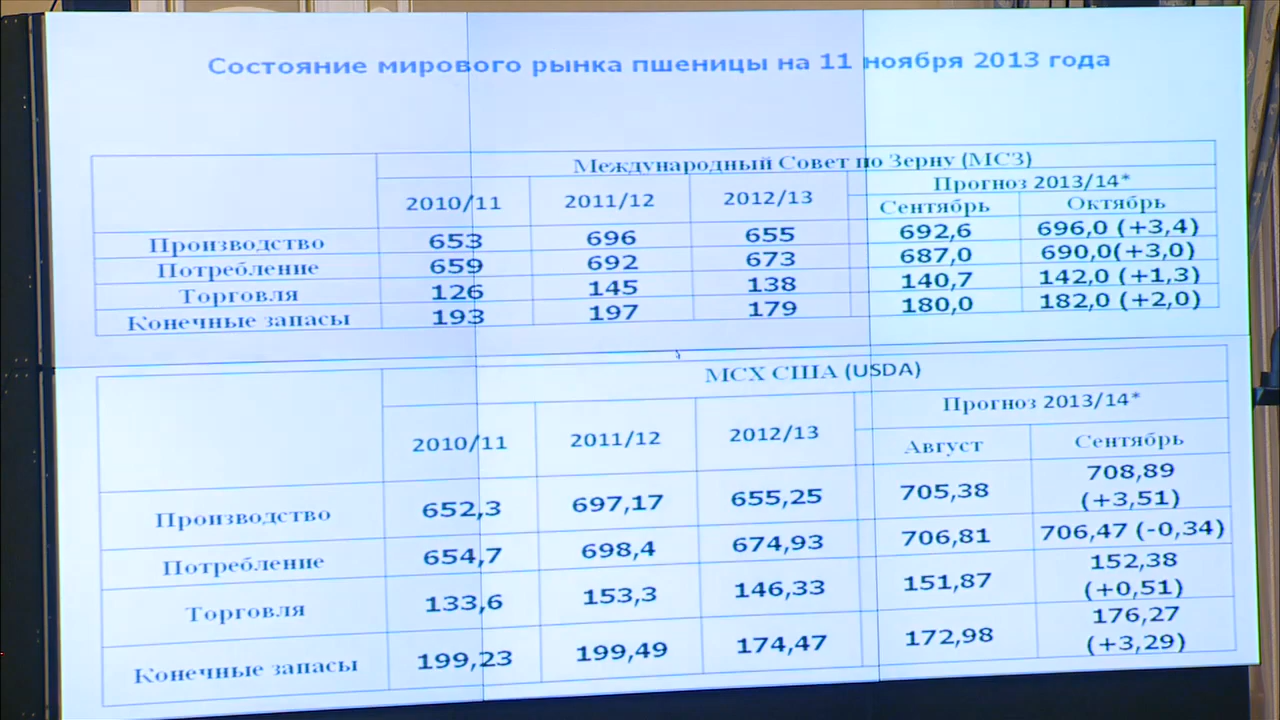 Состояние мирового рынка пшеницы на 11 ноября 2013 года
Международный Совет по Зерну (МСЗ)
2010/11 2011/12 2012/13 Прогноз 2013/14*
Сентябрь Октябрь
Производство 653 696 655 692,6 696,0 (+3,4)
Потребление 659 692 673 687,0 690,0(+3,0)
Торговля 126 145 138 140,7 142,0 (+1,3)
Конечные запасы 193 197 179 180,0 182,0 (+2,0)
МСХ США (USDA)
2010/11 2011/12 2012/13 Прогноз 2013/14*
Август Сентябрь
Производство 652,3 697,17 655,25 705,38 708,89
(+3,51)
Потребление 654,7 698,4 674,93 706,81 706,47 (-0,34)
Торговля 133,6 153,3 146,33 151,87 152,38
(+0,51)
Конечные запасы 199,23 199,49 174,47 172,98 176,27
(+3,29)